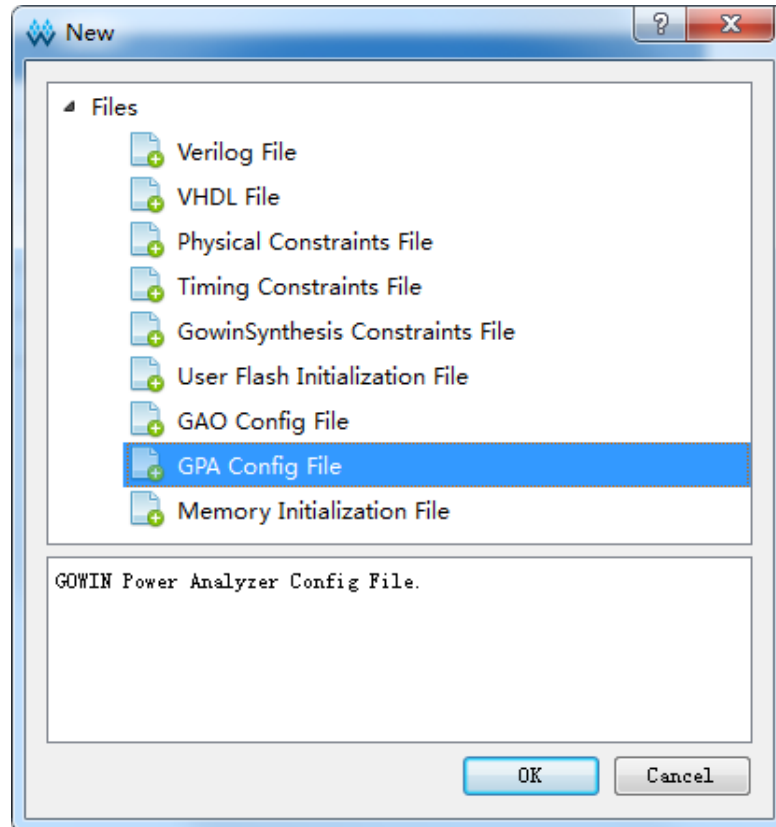 New
Files
Verilog File
VHDL File
Physical Constraints File
Timing Constraints File
GowinSynthesis Constraints File
User Flash Initialization File
GAO Config File
GPA Config File
Memory Initialization File
GOWIN Power Analyzer Config File.
OK Cancel